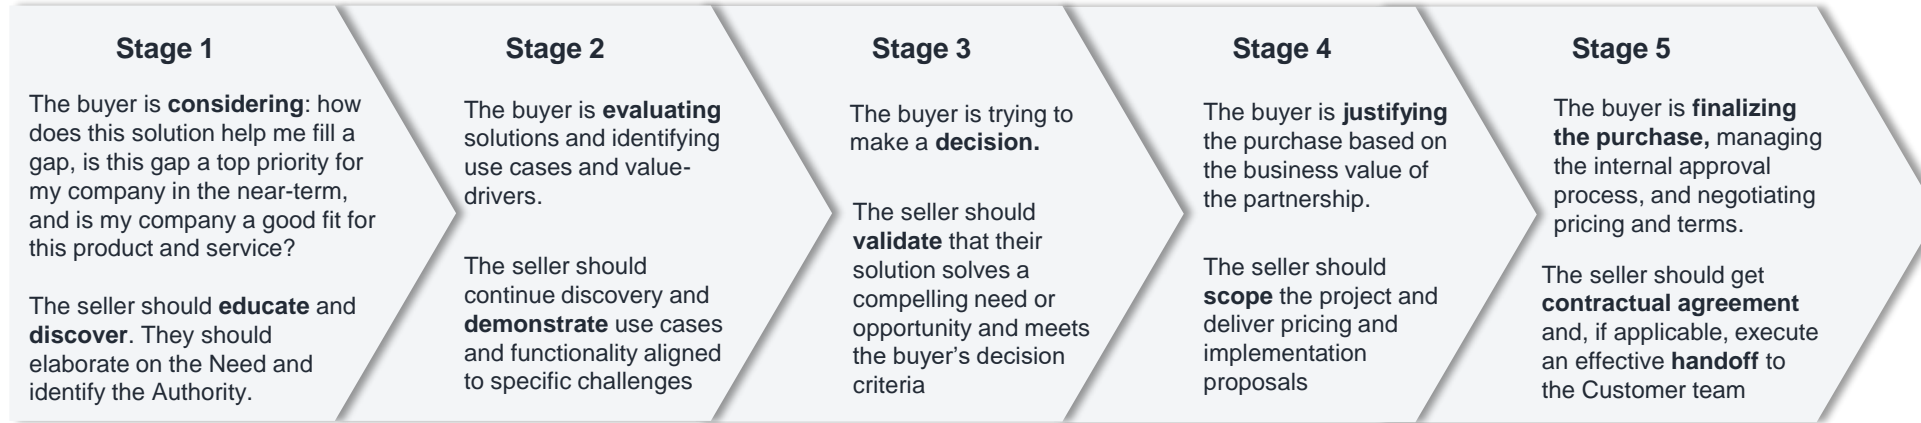 Stage 1
The buyer is considering: how
does this solution help me fill a
gap, is this gap a top priority for
my company in the near-term,
and is my company a good fit for
this product and service?
The seller should educate and
discover. They should
elaborate on the Need and
identify the Authority.
Stage 2
The buyer is evaluating
solutions and identifying
use cases and value-
drivers.
The seller should
continue discovery and
demonstrate use cases
and functionality aligned
to specific challenges
Stage 3
The buyer is trying to
make a decision.
The seller should
validate that their
solution solves a
compelling need or
opportunity and meets
the buyer’s decision
criteria
Stage 4
The buyer is justifying
the purchase based on
the business value of
the partnership.
The seller should
scope the project and
deliver pricing and
implementation
proposals
Stage 5
The buyer is finalizing
the purchase, managing
the internal approval
process, and negotiating
pricing and terms.
The seller should get
contractual agreement
and, if applicable, execute
an effective handoff to
the Customer team